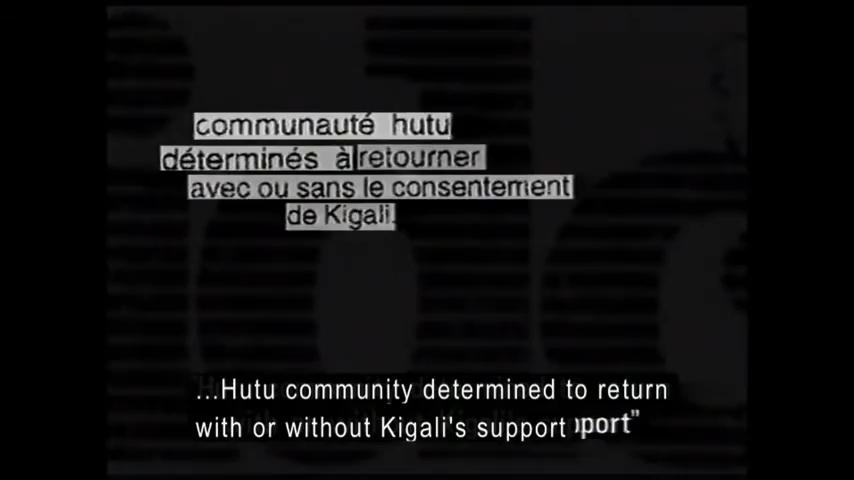 communauté hutu
déterminés à retourner
avec ou sans le consentement
de Kigali.
...Hutu community determined to return
with or without Kigali's support port"